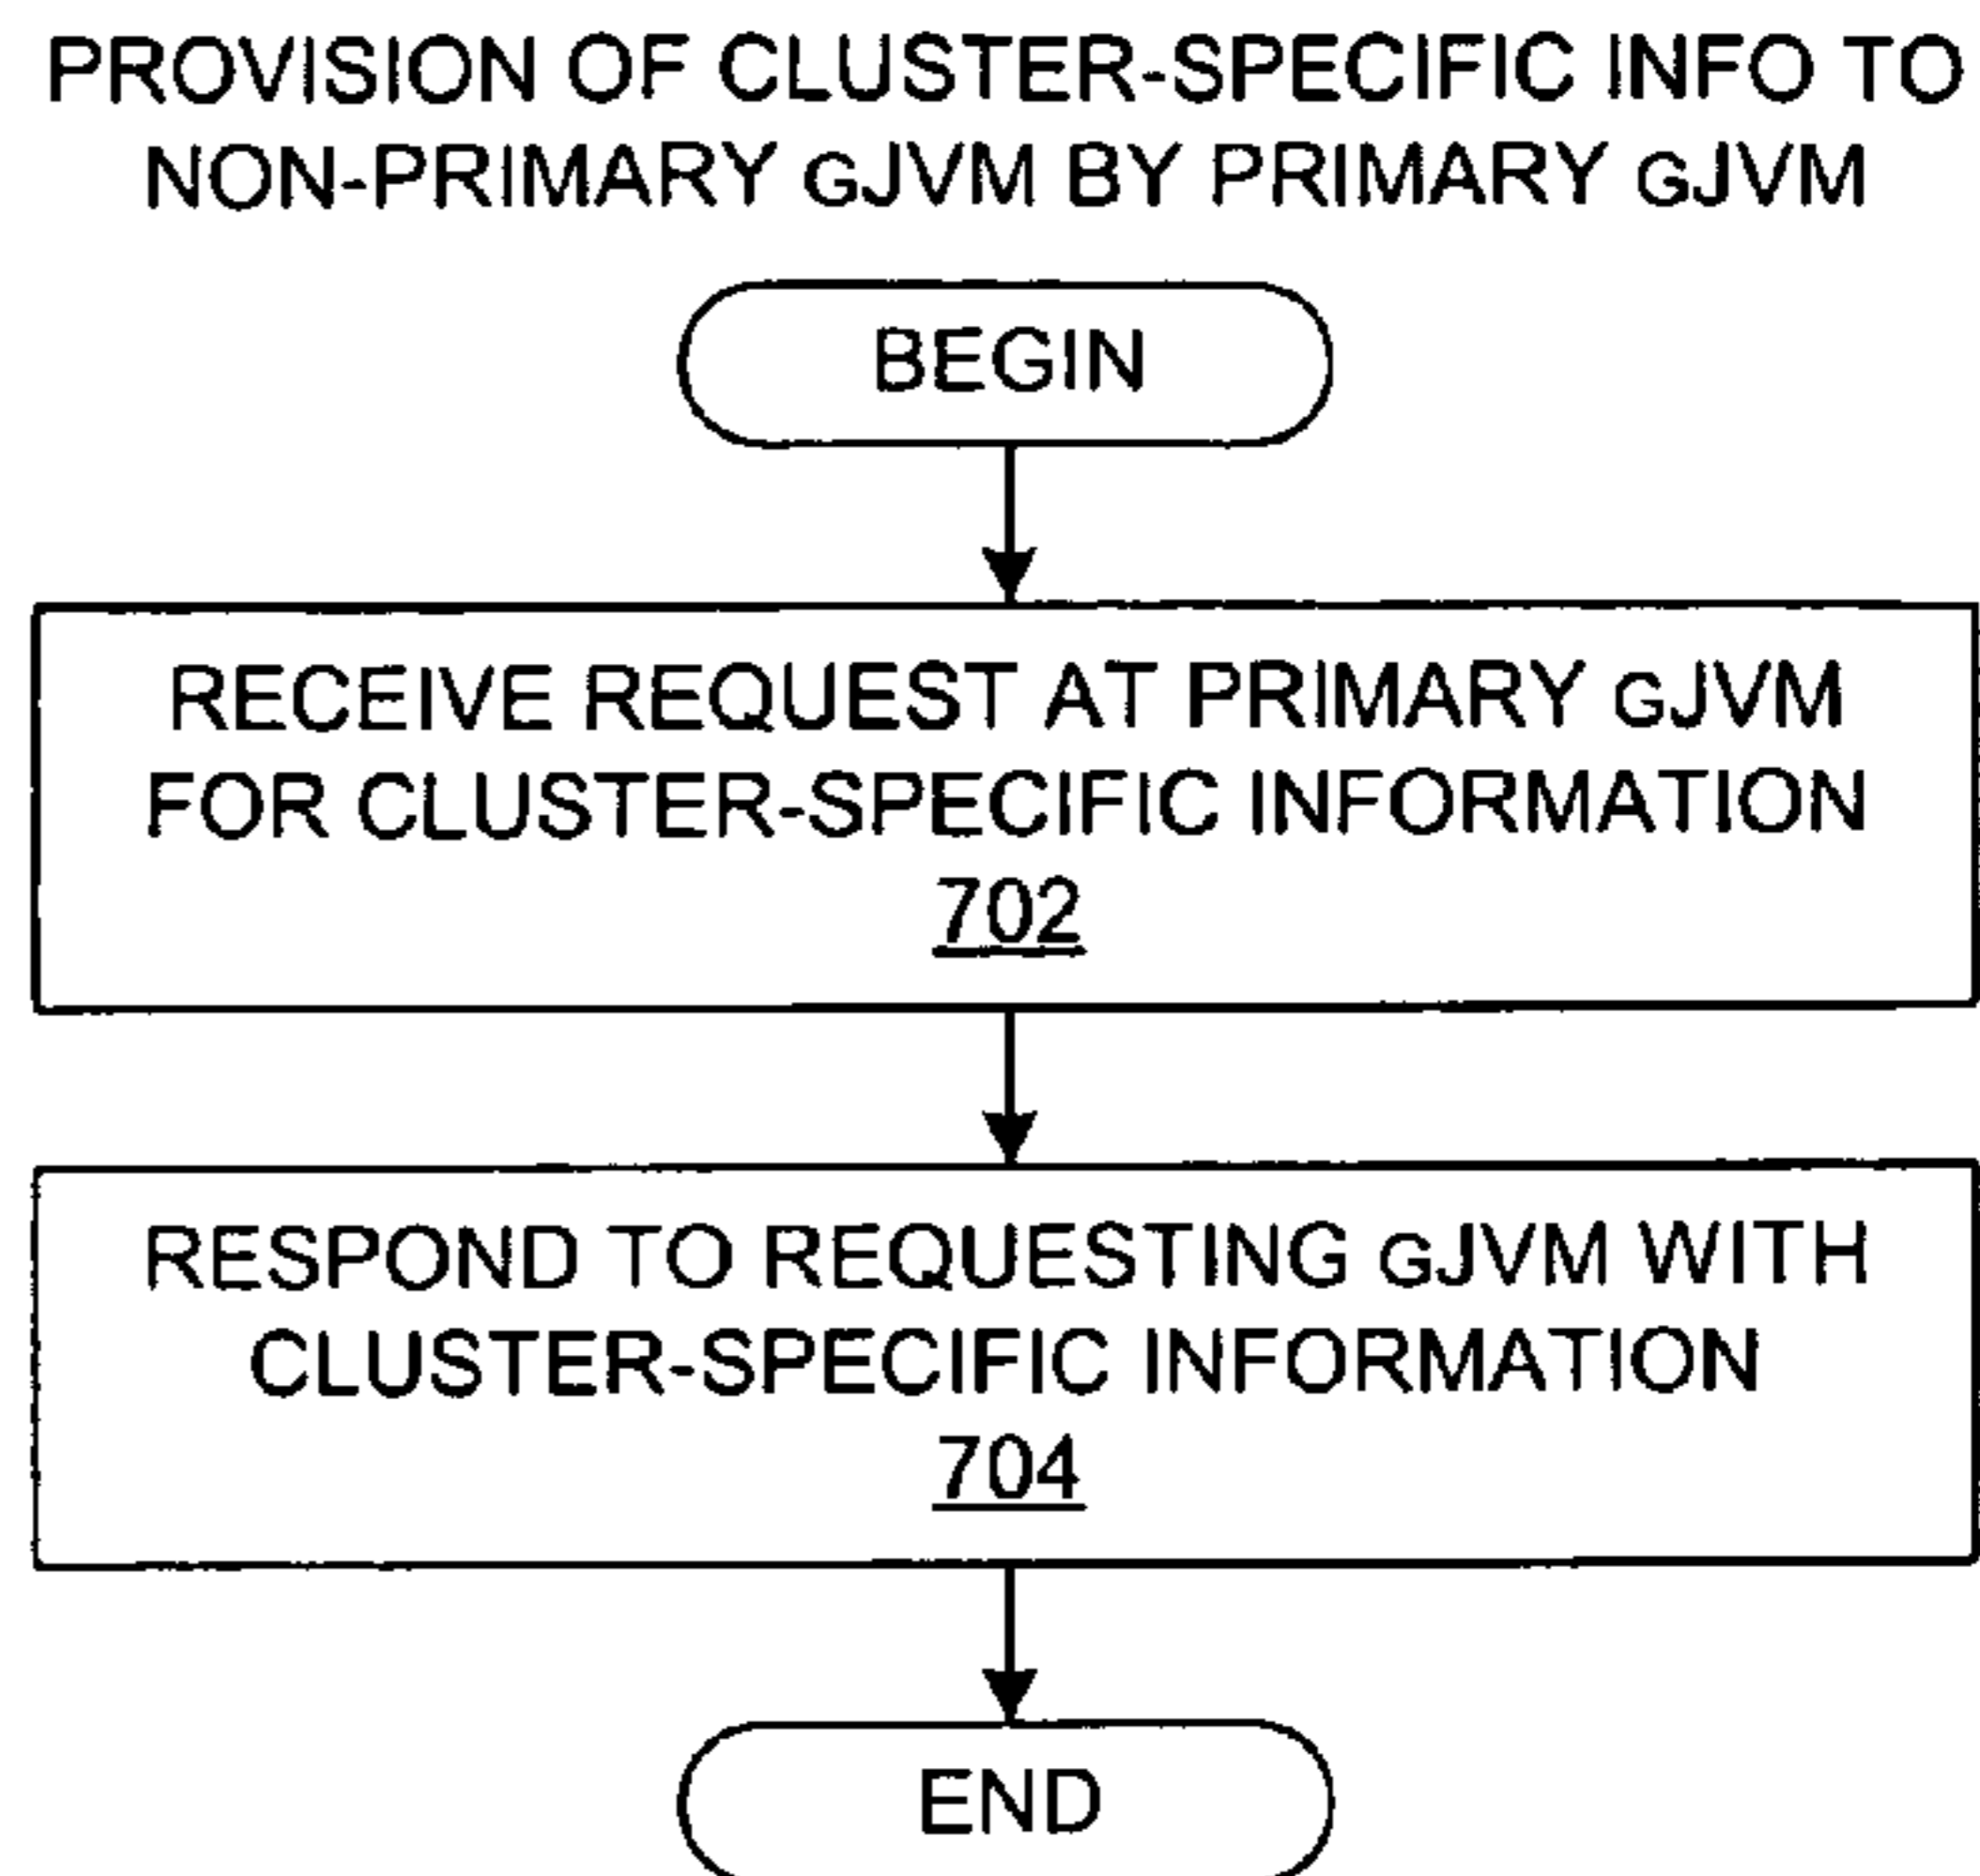 PROVISION OF CLUSTER-SPECIFIC INFO TO
NON-PRIMARY GJVM BY PRIMARY GJVM
BEGIN
RECEIVE REQUEST AT PRIMARY GJVM
FOR CLUSTER-SPECIFIC INFORMATION
702
RESPOND TO REQUESTING GJVM WITH
CLUSTER-SPECIFIC INFORMATION
704
END